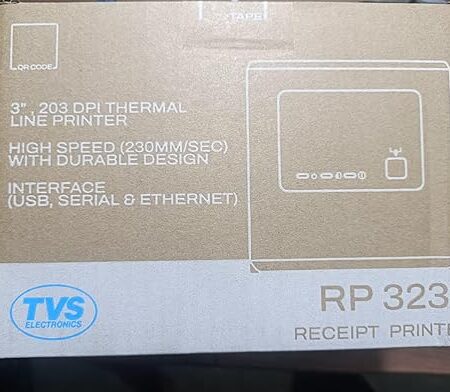 TAPE
QR CODE
3", 203 DPI THERMAL
LINE PRINTER
HIGH SPEED (230MM/SEC)
WITH DURABLE DESIGN
INTERFACE
(USB, SERIAL & ETHERNET)
TVS
ELECTRONICS
RP 323
RECEIPT PRINTE